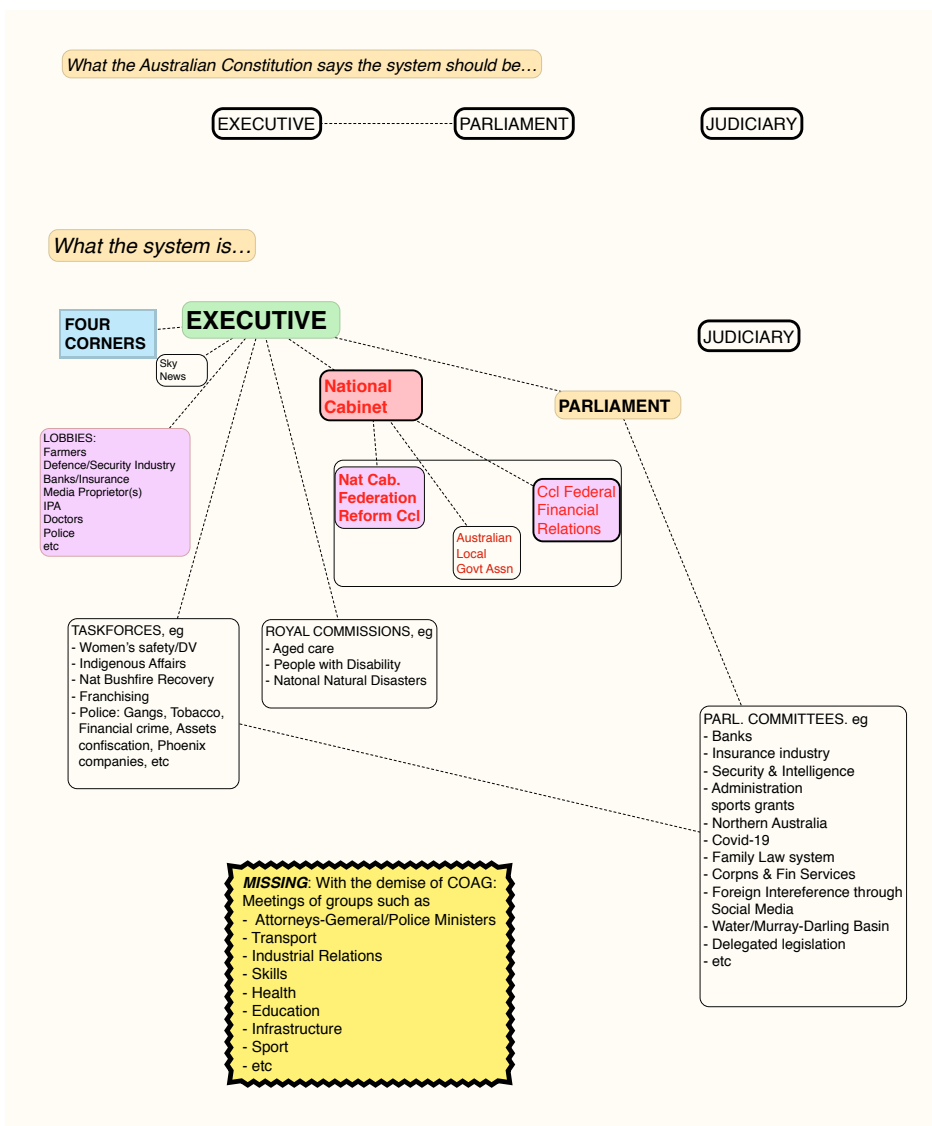 What the Australian Constitution says the system should be…
EXECUTIVE
PARLIAMENT
JUDICIARY
What the system is…
FOUR
CORNERS
EXECUTIVE
JUDICIARY
Sky
News
National
Cabinet
PARLIAMENT
LOBBIES:
Farmers
Defence/Security Industry
Banks/Insurance
Media Proprietor(s)
IPA
Doctors
Police
etc
Nat Cab.
Federation
Reform Ccl
Australian
Local
Govt Assn
Ccl Federal
Financial
Relations
TASKFORCES, eg
- Women's safety/DV
- Indigenous Affairs
- Nat Bushfire Recovery
- Franchising
- Police: Gangs, Tobacco,
Financial crime, Assets
confiscation, Phoenix
companies, etc
ROYAL COMMISSIONS, eg
- Aged care
- People with Disability
- Natonal Natural Disasters
PARL. COMMITTEES. eg
- Banks
- Insurance industry
- Security & Intelligence
- Administration
sports grants
- Northern Australia
- Covid-19
- Family Law system
- Corpns & Fin Services
- Foreign Intereference through
Social Media
- Water/Murray-Darling Basin
- Delegated legislation
- etc
MISSING: With the demise of COAG:
Meetings of groups such as
- Attorneys-Gemeral/Police Ministers
- Transport
- Industrial Relations
- Skills
- Health
- Education
- Infrastructure
- Sport
- etc